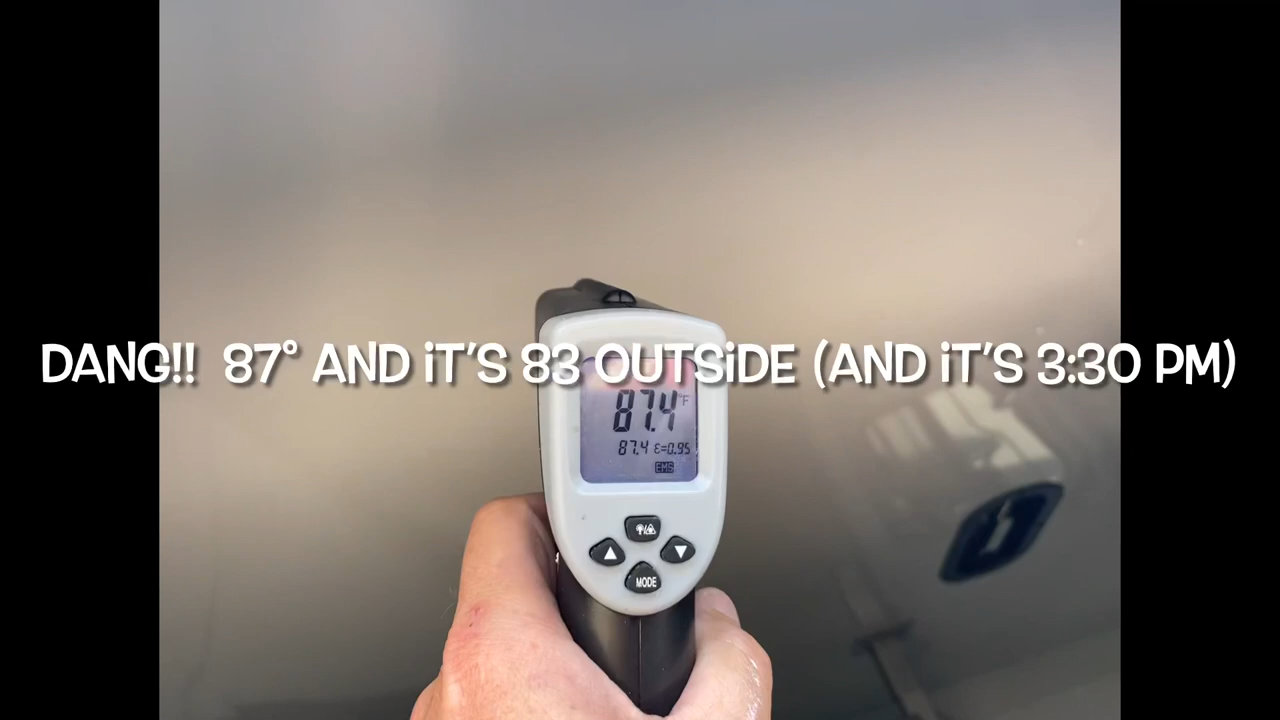 DANG!! 87° AND iT'S 83 OUTSiDE (AND iT'S 3:30 PM)
87.4 °F
87.4 ε=0.95
EMS
MODE